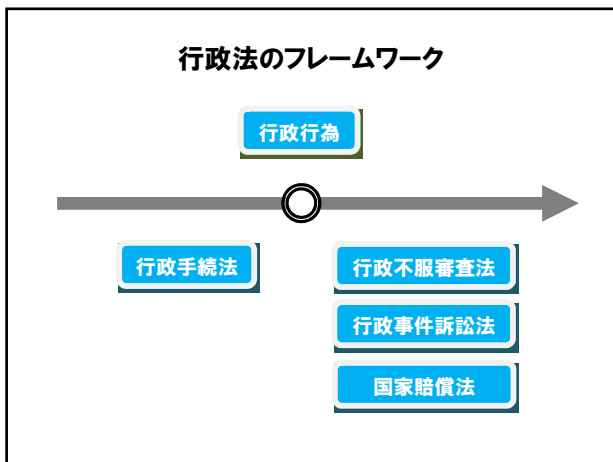 行政法のフレームワーク
行政行為
行政手続法
行政不服審査法
行政事件訴訟法
国家賠償法